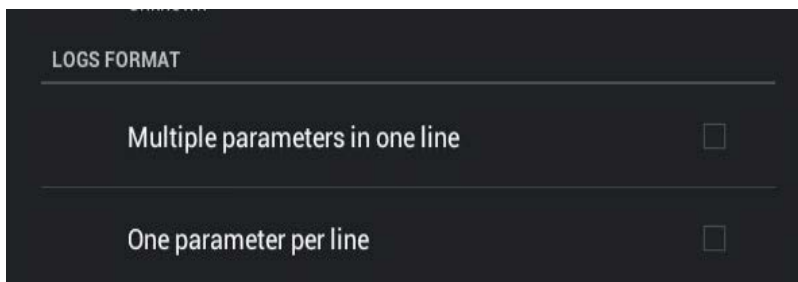 LOGS FORMAT
Multiple parameters in one line
One parameter per line